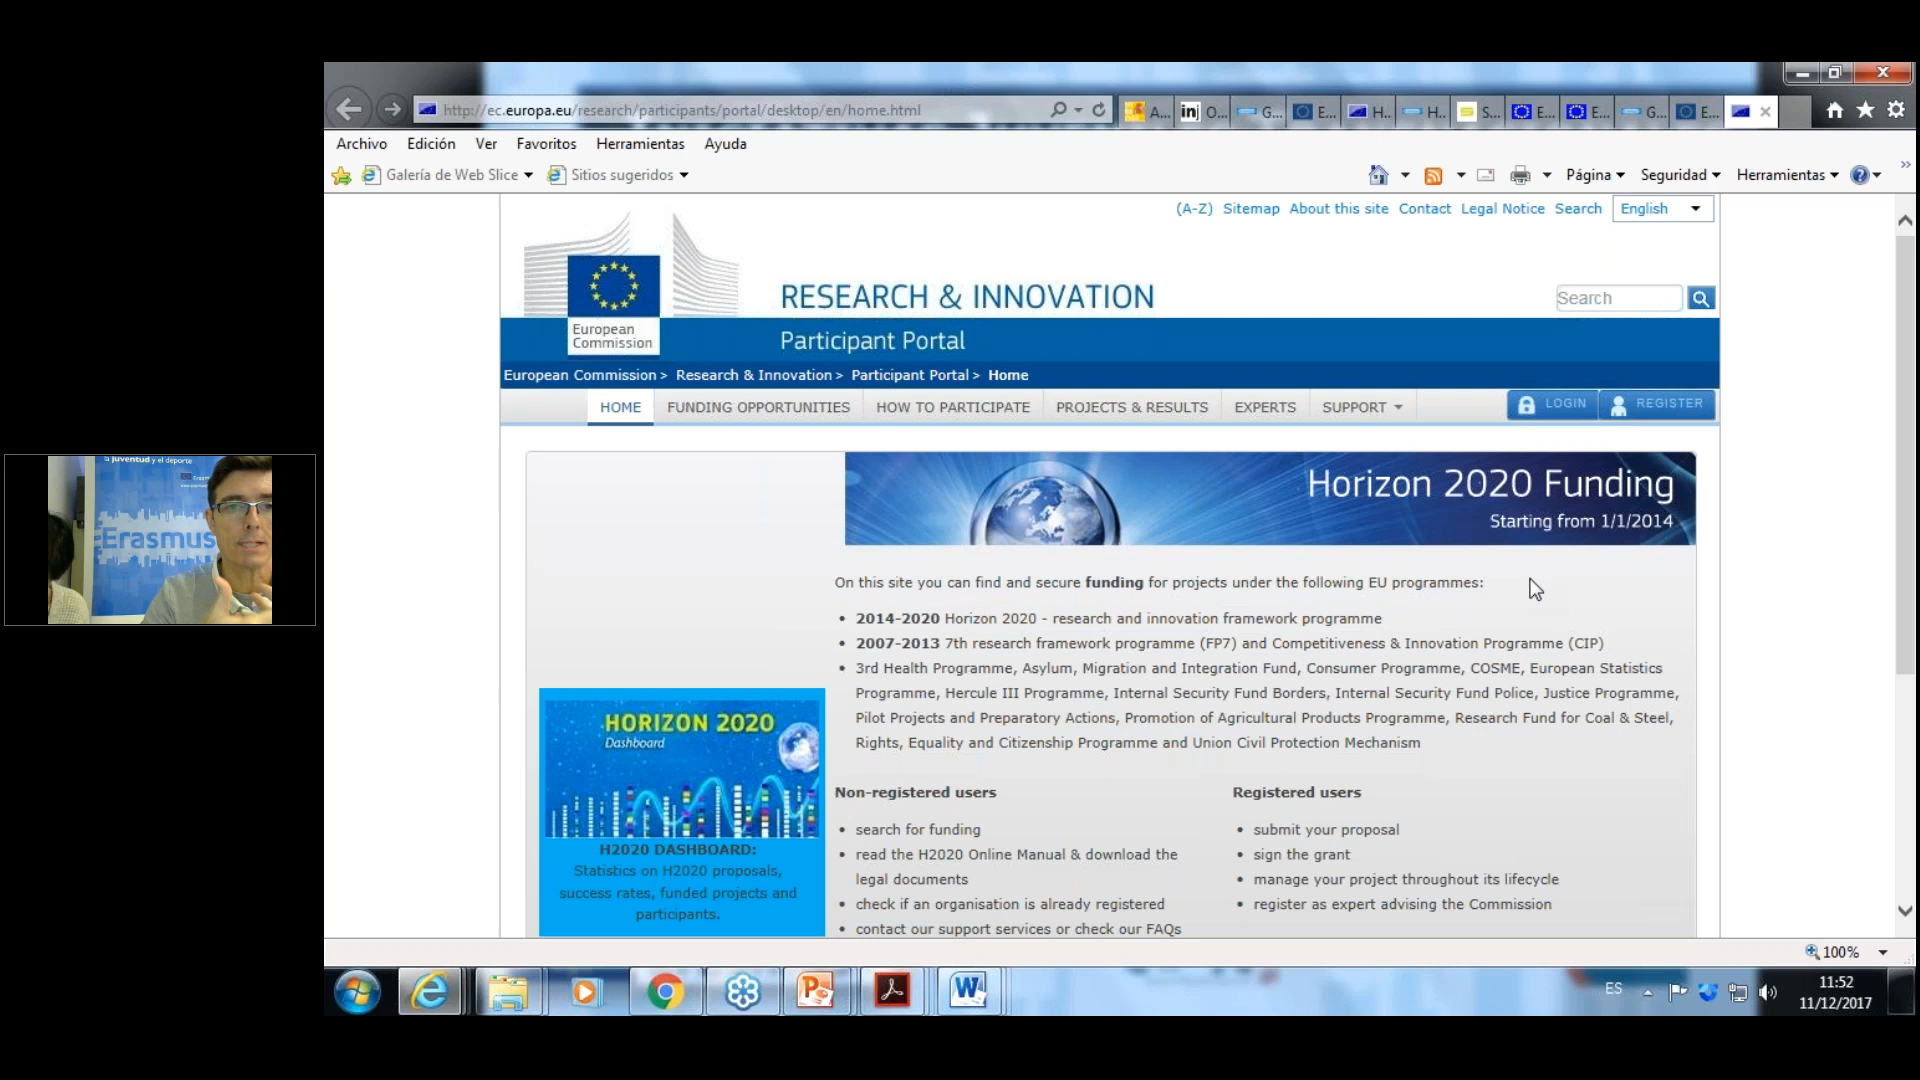 http://ec.europa.eu/research/participants/portal/desktop/en/home.html
A... O... G... E... H... H... S... E... E... G... E...
Archivo Edición Ver Favoritos Herramientas Ayuda
Galería de Web Slice Sitios sugeridos Página Seguridad Herramientas
(A-Z) Sitemap About this site Contact Legal Notice Search English
RESEARCH & INNOVATION
Search
European
Commission
Participant Portal
European Commission > Research & Innovation > Participant Portal > Home
HOME FUNDING OPPORTUNITIES HOW TO PARTICIPATE PROJECTS & RESULTS EXPERTS SUPPORT LOGIN REGISTER
Horizon 2020 Funding
Starting from 1/1/2014
On this site you can find and secure funding for projects under the following EU programmes:
• 2014-2020 Horizon 2020 - research and innovation framework programme
• 2007-2013 7th research framework programme (FP7) and Competitiveness & Innovation Programme (CIP)
• 3rd Health Programme, Asylum, Migration and Integration Fund, Consumer Programme, COSME, European Statistics
Programme, Hercule III Programme, Internal Security Fund Borders, Internal Security Fund Police, Justice Programme,
Pilot Projects and Preparatory Actions, Promotion of Agricultural Products Programme, Research Fund for Coal & Steel,
Rights, Equality and Citizenship Programme and Union Civil Protection Mechanism
HORIZON 2020
Dashboard
H2020 DASHBOARD:
Statistics on H2020 proposals,
success rates, funded projects and
participants.
Non-registered users
• search for funding
• read the H2020 Online Manual & download the
legal documents
• check if an organisation is already registered
• contact our support services or check our FAQs
Registered users
• submit your proposal
• sign the grant
• manage your project throughout its lifecycle
• register as expert advising the Commission
la juventud y el deporte
Erasmus
100%
ES
11:52
11/12/2017